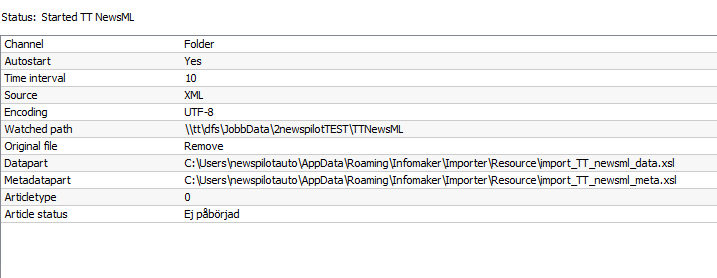 Status: Started TT NewsML
Channel Folder
Autostart Yes
Time interval 10
Source XML
Encoding UTF-8
Watched path \\tt\dfs\JobbData\2newspilotTEST\TTNewsML
Original file Remove
Datapart C:\Users\newspilotauto\AppData\Roaming\Infomaker\Importer\Resource\import_TT_newsml_data.xsl
Metadatapart C:\Users\newspilotauto\AppData\Roaming\Infomaker\Importer\Resource\import_TT_newsml_meta.xsl
Articletype 0
Article status Ej påbörjad